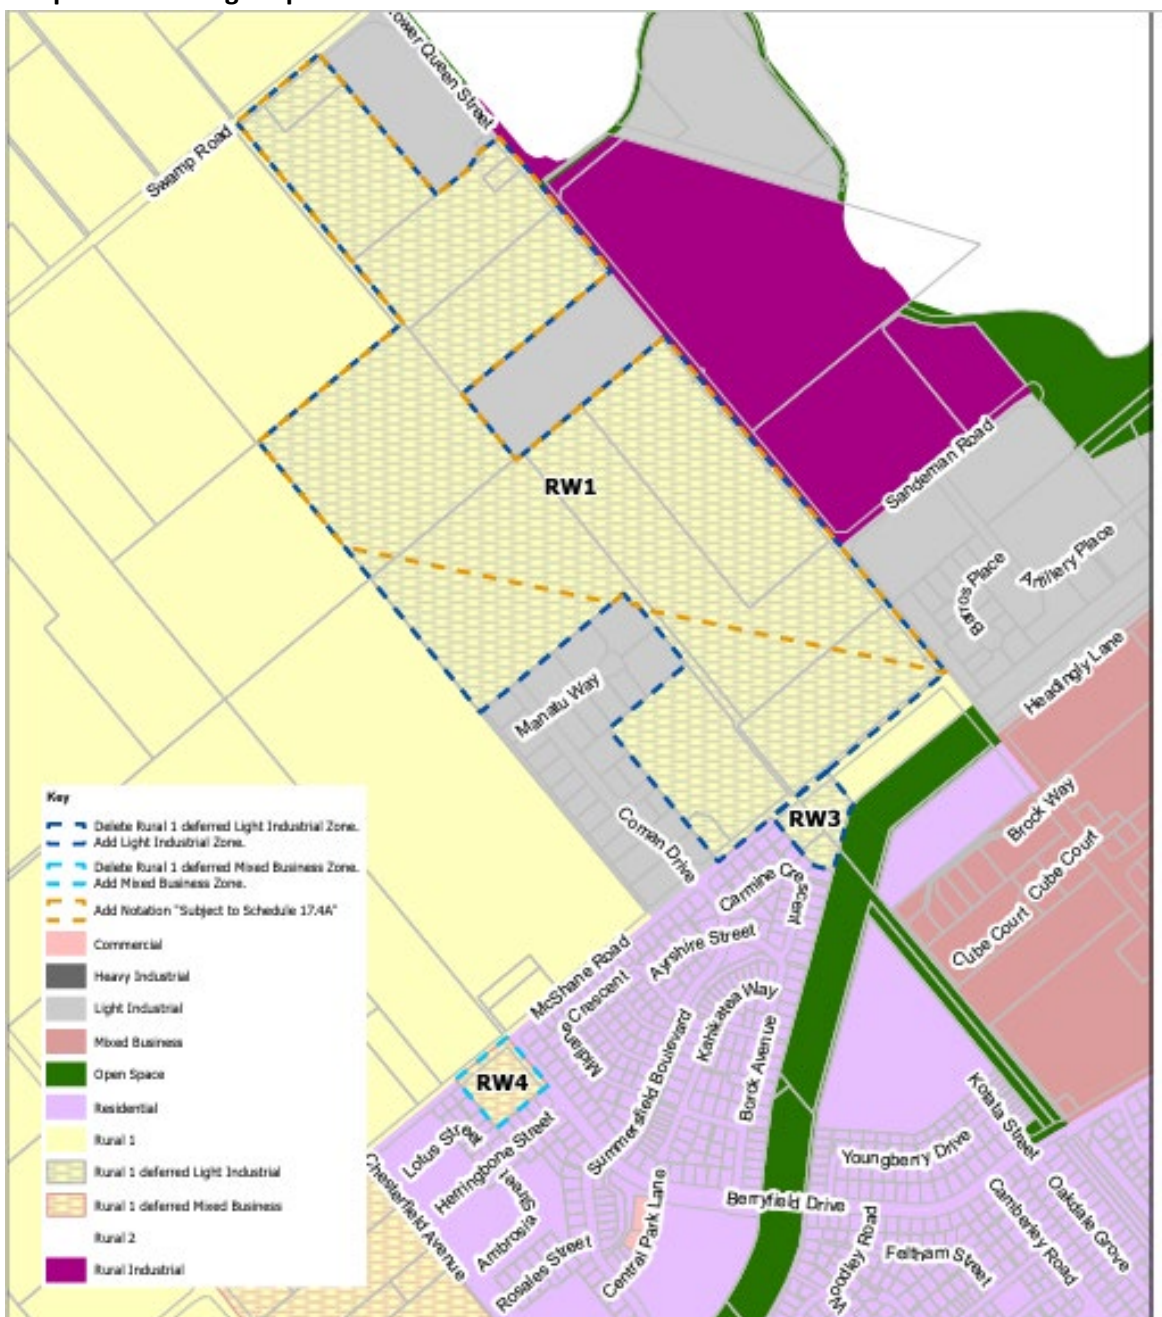 Lower Queen Street
Swamp Road
RW1
Sandeman Road
Artillery Place
Barros Place
Headingly Lane
Manatu Way
Brock Way
Cube Court
Cube Court
Coman Drive
RW3
Carmine Crescent
Ayrshire Street
McShane Road
Midlane Crescent
Kahikatea Way
Summersfield Boulevard
Borck Avenue
RW4
Lotus Street
Herringbone Street
Chesterfield Avenue
Ambrosia Street
Rosales Street
Central Park Lane
Berryfield Drive
Youngberry Drive
Kotata Street
Oakdale Grove
Camberley Road
Woodley Road
Feltham Street
Key
Delete Rural 1 deferred Light Industrial Zone.
Add Light Industrial Zone.
Delete Rural 1 deferred Mixed Business Zone.
Add Mixed Business Zone.
Add Notation "Subject to Schedule 17.4A"
Commercial
Heavy Industrial
Light Industrial
Mixed Business
Open Space
Residential
Rural 1
Rural 1 deferred Light Industrial
Rural 1 deferred Mixed Business
Rural 2
Rural Industrial